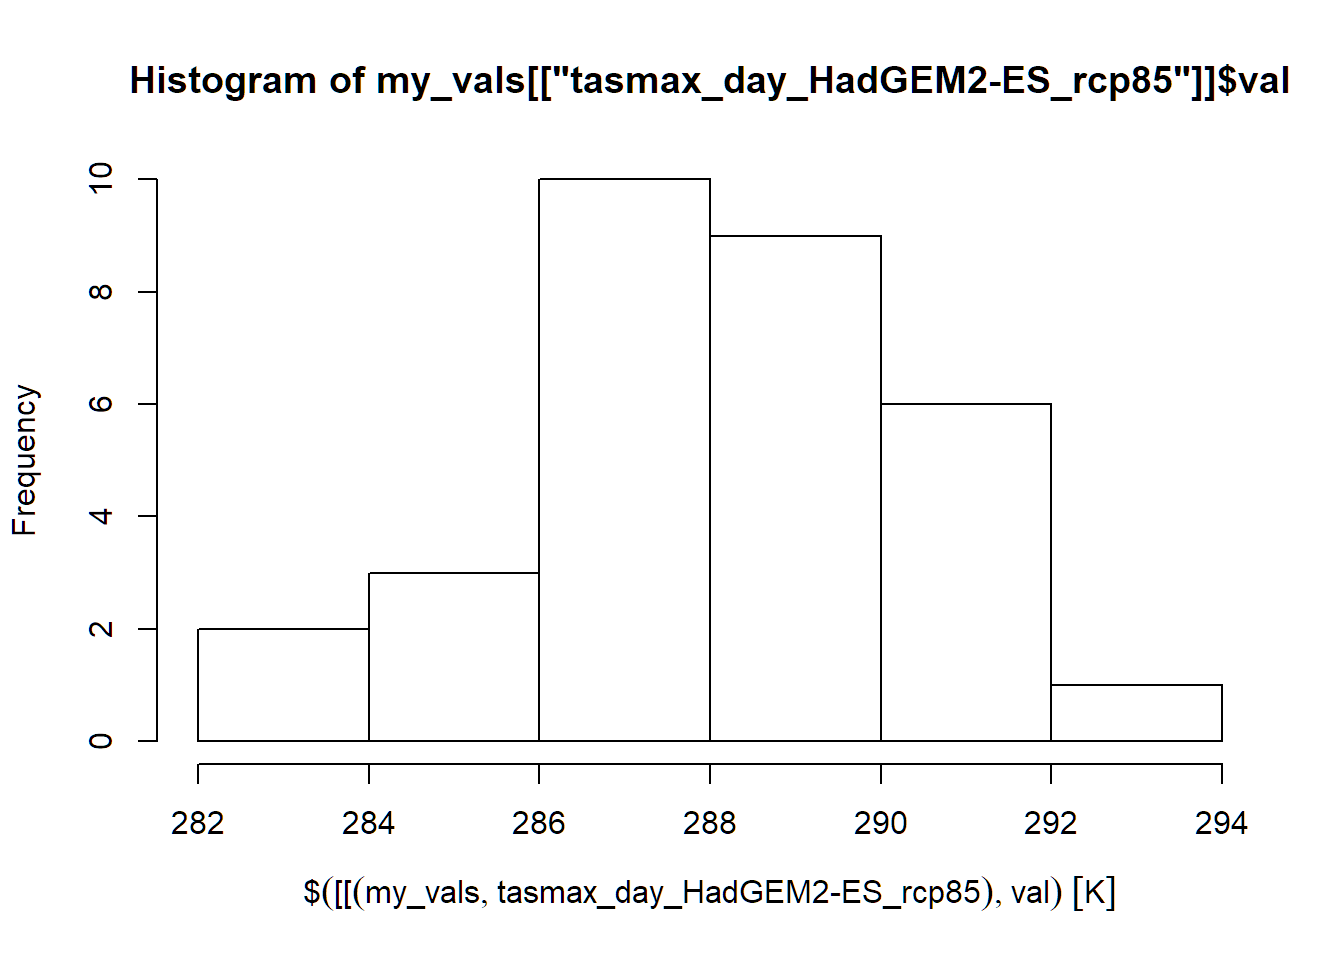 Histogram of my_vals[["tasmax_day_HadGEM2-ES_rcp85"]]$val
10
8
6
4
2
0
Frequency
282 284 286 288 290 292 294
$([[(my_vals, tasmax_day_HadGEM2-ES_rcp85), val) [K]